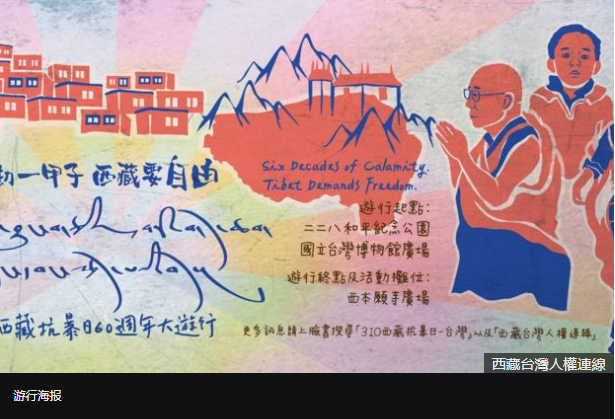 劫一甲子 西藏要自由
Six Decades of Calamity.
Tibet Demands Freedom.
遊行起點:
二二八和平紀念公園
國立台灣博物館廣場
遊行終點及活動攤位:
西本願寺廣場
西藏抗暴日60週年大遊行
更多訊息請上臉書搜尋「310西藏抗暴日-台灣」以及「西藏台灣人權連線」
西藏台灣人權連線
游行海报